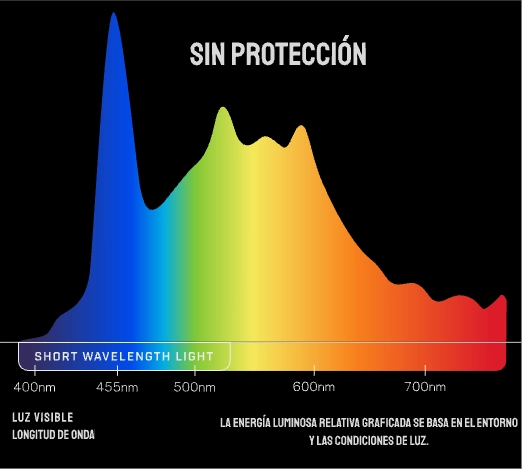 SIN PROTECCIÓN
SHORT WAVELENGTH LIGHT
400nm 455nm 500nm 600nm 700nm
LUZ VISIBLE
LONGITUD DE ONDA
LA ENERGÍA LUMINOSA RELATIVA GRAFICADA SE BASA EN EL ENTORNO
Y LAS CONDICIONES DE LUZ.